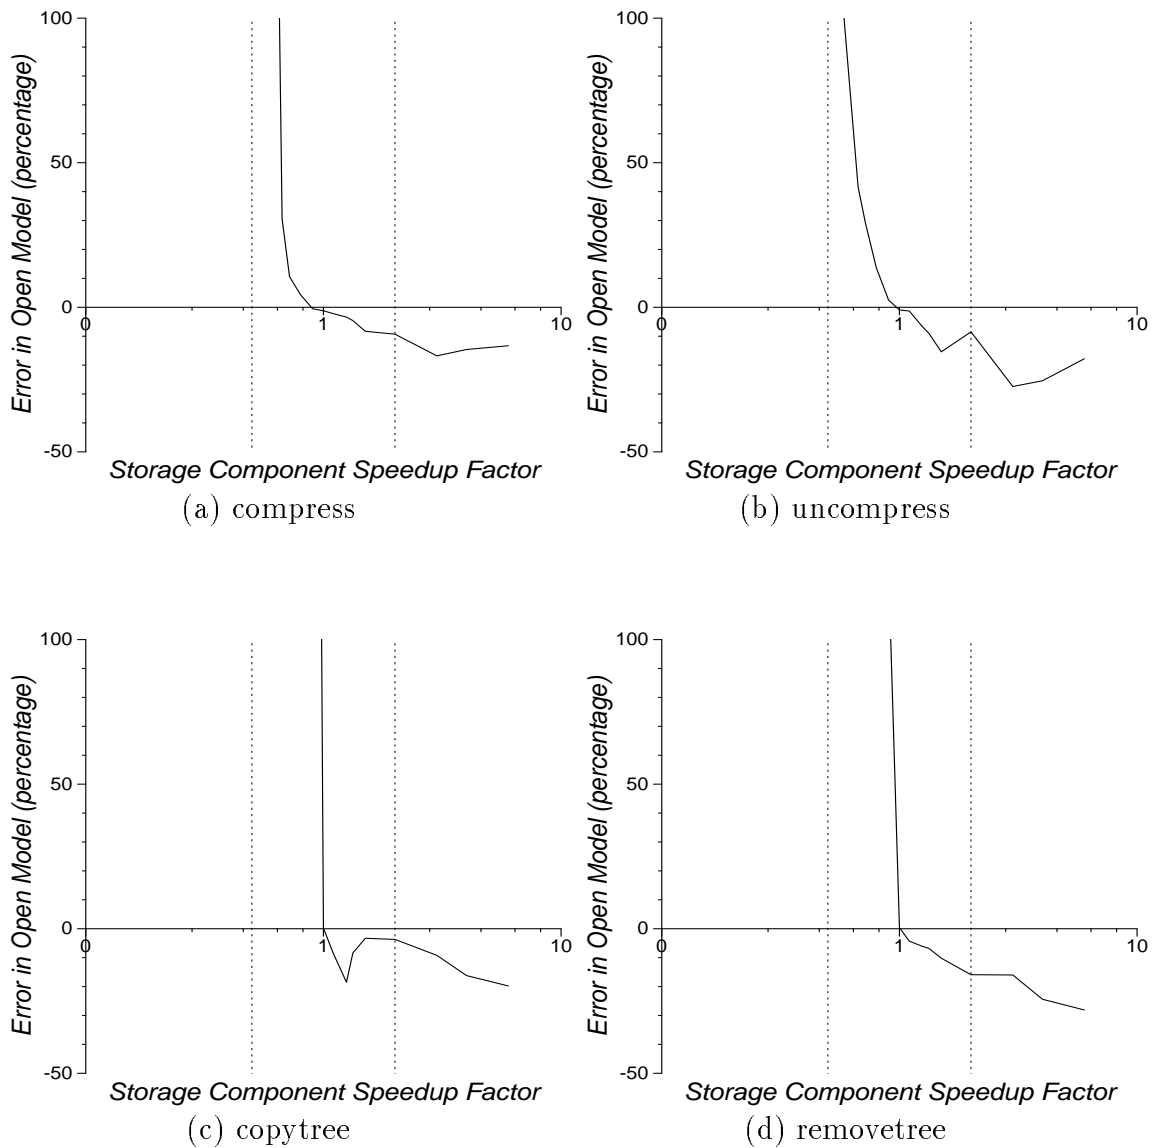 100
50
0
-50
0
1
10
Error in Open Model (percentage)
Storage Component Speedup Factor
(a) compress
100
50
0
-50
0
1
10
Error in Open Model (percentage)
Storage Component Speedup Factor
(b) uncompress
100
50
0
-50
0
1
10
Error in Open Model (percentage)
Storage Component Speedup Factor
(c) copytree
100
50
0
-50
0
1
10
Error in Open Model (percentage)
Storage Component Speedup Factor
(d) removetree